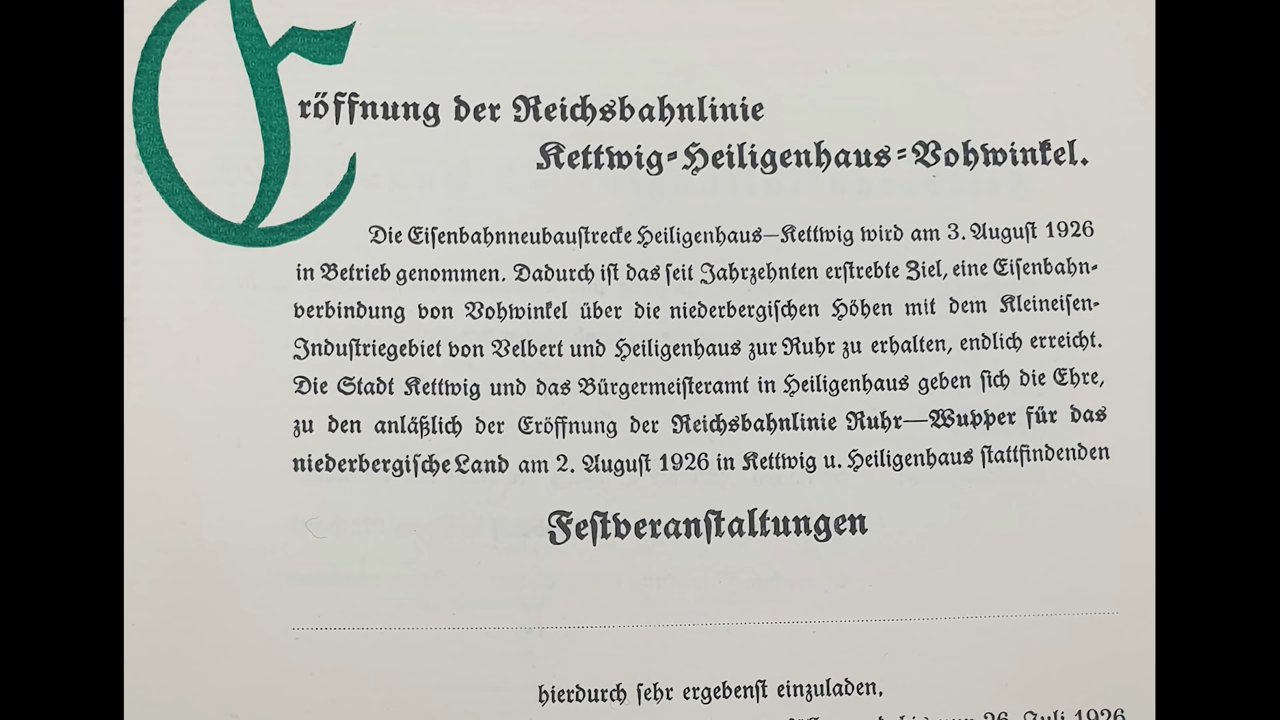 Eröffnung der Reichsbahnlinie
Kettwig=Heiligenhaus=Vohwinkel.
Die Eisenbahnneubaustrecke Heiligenhaus—Kettwig wird am 3. August 1926
in Betrieb genommen. Dadurch ist das seit Jahrzehnten erstrebte Ziel, eine Eisenbahn-
verbindung von Vohwinkel über die niederbergischen Höhen mit dem Kleineisen-
Industriegebiet von Velbert und Heiligenhaus zur Ruhr zu erhalten, endlich erreicht.
Die Stadt Kettwig und das Bürgermeisteramt in Heiligenhaus geben sich die Ehre,
zu den anläßlich der Eröffnung der Reichsbahnlinie Ruhr—Wupper für das
niederbergische Land am 2. August 1926 in Kettwig u. Heiligenhaus stattfindenden
Festveranstaltungen
hierdurch sehr ergebenst einzuladen,
26. Juli 1926